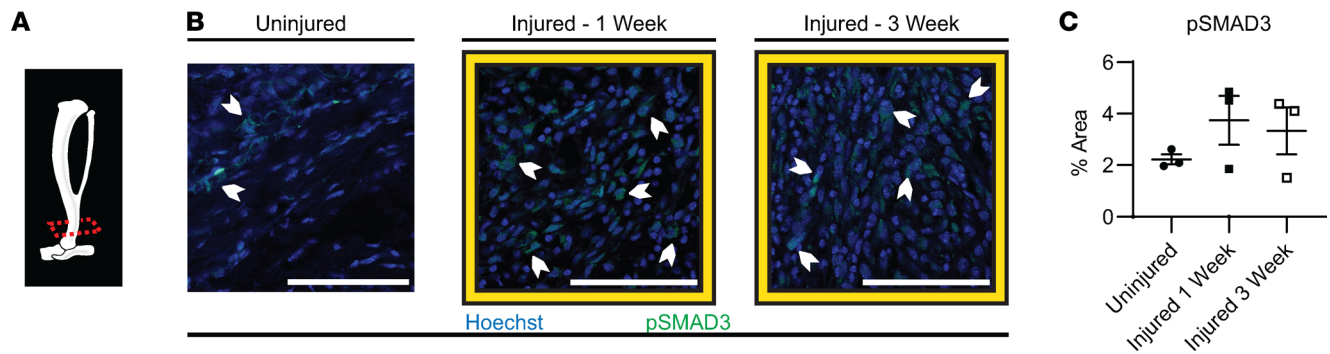 A
B
Uninjured
Injured - 1 Week
Injured - 3 Week
Hoechst
pSMAD3
C
pSMAD3
% Area
6
4
2
0
Uninjured
Injured 1 Week
Injured 3 Week